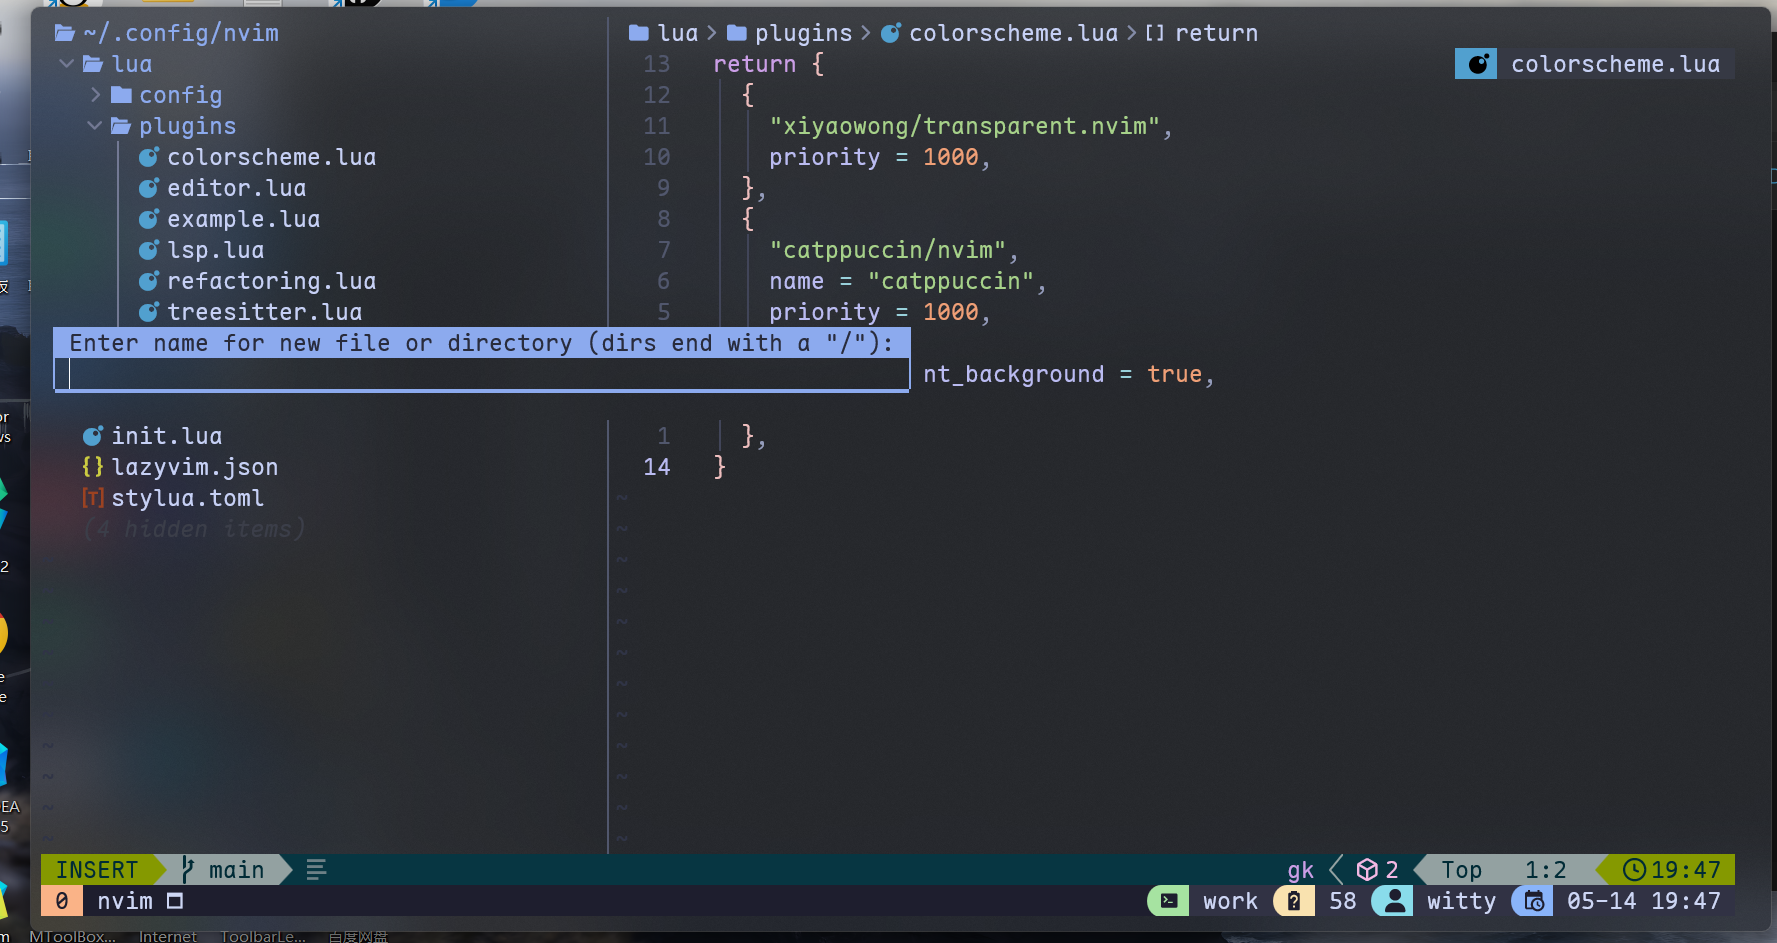 ~/.config/nvim
lua
config
plugins
colorscheme.lua
editor.lua
example.lua
lsp.lua
refactoring.lua
treesitter.lua
Enter name for new file or directory (dirs end with a "/"):
init.lua
{} lazyvim.json
[T] stylua.toml
(4 hidden items)
lua > plugins > colorscheme.lua > [] return
colorscheme.lua
13 return {
12 {
11 "xiyaowong/transparent.nvim",
10 priority = 1000,
9 },
8 {
7 "catppuccin/nvim",
6 name = "catppuccin",
5 priority = 1000,
nt_background = true,
1 },
14 }
INSERT main gk 2 Top 1:2 19:47
0 nvim work 58 witty 05-14 19:47
MToolBox... Internet ToolbarLe... 百度网盘